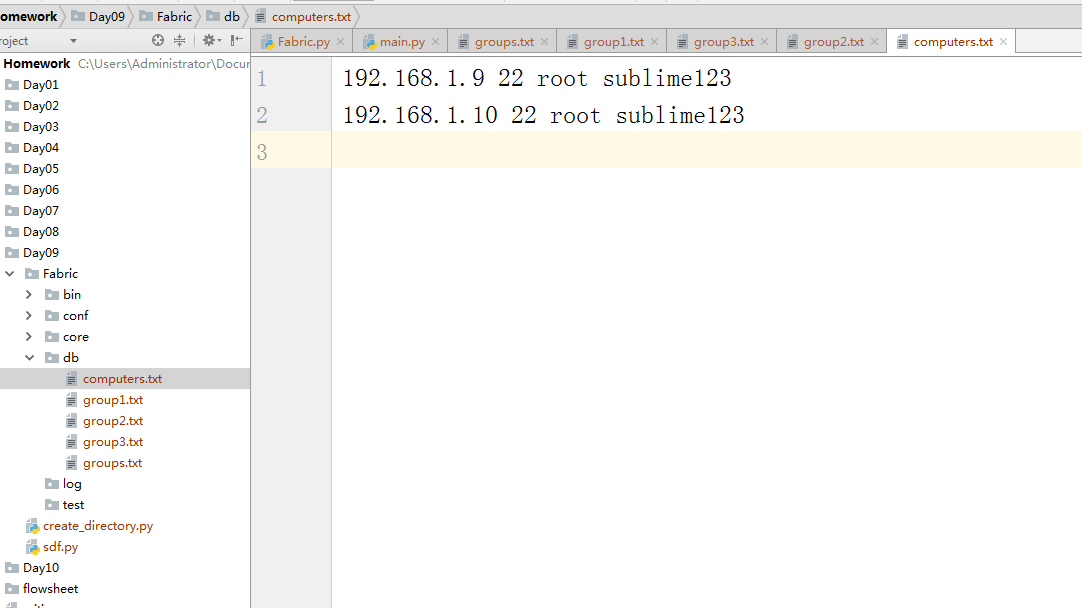 omework Day09 Fabric db computers.txt
roject
Fabric.py main.py groups.txt group1.txt group3.txt group2.txt computers.txt
Homework C:\Users\Administrator\Docur
Day01
Day02
Day03
Day04
Day05
Day06
Day07
Day08
Day09
Fabric
bin
conf
core
db
computers.txt
group1.txt
group2.txt
group3.txt
groups.txt
log
test
create_directory.py
sdf.py
Day10
flowsheet
1 192.168.1.9 22 root sublime123
2 192.168.1.10 22 root sublime123
3